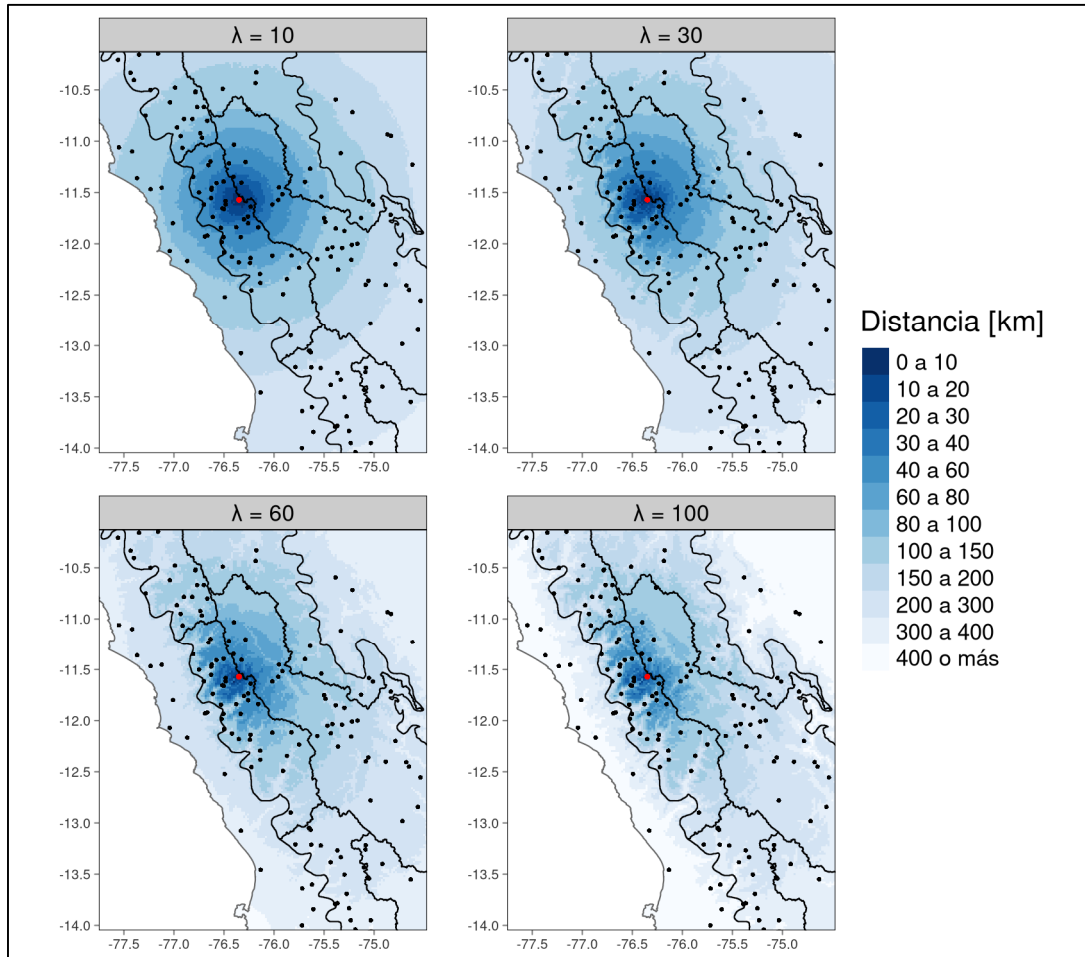 λ = 10
λ = 30
-10.5
-11.0
-11.5
-12.0
-12.5
-13.0
-13.5
-14.0
-77.5 -77.0 -76.5 -76.0 -75.5 -75.0
-10.5
-11.0
-11.5
-12.0
-12.5
-13.0
-13.5
-14.0
-77.5 -77.0 -76.5 -76.0 -75.5 -75.0
Distancia [km]
0 a 10
10 a 20
20 a 30
30 a 40
40 a 60
60 a 80
80 a 100
100 a 150
150 a 200
200 a 300
300 a 400
400 o más
λ = 60
λ = 100
-10.5
-11.0
-11.5
-12.0
-12.5
-13.0
-13.5
-14.0
-77.5 -77.0 -76.5 -76.0 -75.5 -75.0
-10.5
-11.0
-11.5
-12.0
-12.5
-13.0
-13.5
-14.0
-77.5 -77.0 -76.5 -76.0 -75.5 -75.0